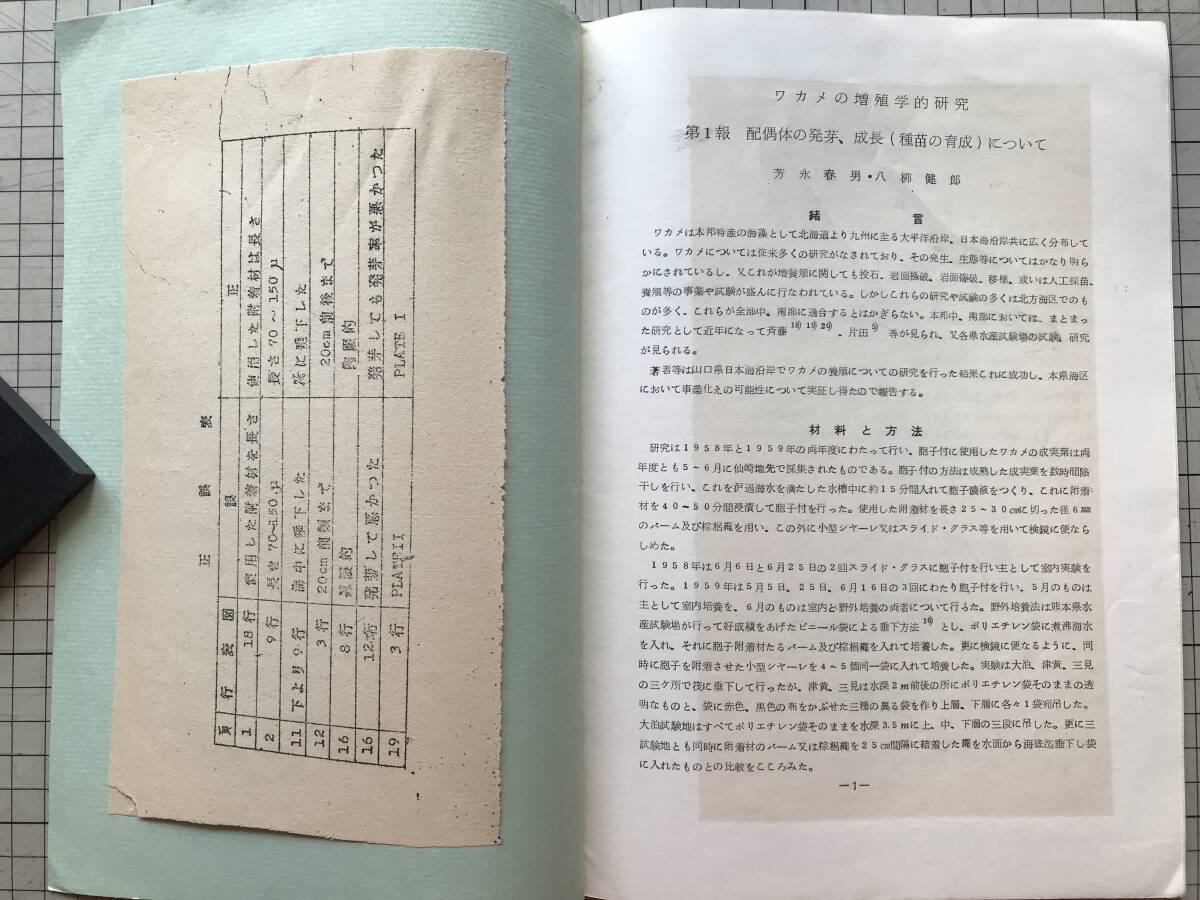 正誤表
頁 行 表 図 誤 正
1 18行 使用した附着材を長さ 使用した附着材は長さ
2 9行 長さ70~150.μ 長さ70~150μ
11 下より9行 海中に垂下した
12 3行 20cm前類まで 20cm前後まで
16 8行
16 12行 発芽して悪かつた 発芽しても発芽率が悪かつた
19 3行 PLATEII PLATE I
ワカメの増殖学的研究
第1報 配偶体の発芽、成長(種苗の育成)について
芳永春男・八柳健郎
緒言
ワカメは本邦特産の海藻として北海道より九州に至る大平洋沿岸、日本海沿岸共に広く分布して
いる。ワカメについては従来多くの研究がなされており、その発生、生態等についてはかなり明ら
かにされているし、又これが増養殖に関しても投石、岩面掻破、岩面爆破、移植、或いは人工採苗、
養殖等の事業や試験が盛んに行なわれている。しかしこれらの研究や試験の多くは北方海区でのも
のが多く、これらが全部中、南部に適合するとはかぎらない。本邦中、南部においては、まとまっ
た研究として近年になって斉藤18)19)20)、片田5)等が見られ、又各県水産試験場の試験、研究
が見られる。
著者等は山口県日本海沿岸でワカメの養殖についての研究を行った結果これに成功し、本県海区
において事業化えの可能性について実証し得たので報告する。
材料と方法
研究は1958年と1959年の両年度にわたって行い、胞子付に使用したワカメの成実葉は両
年度とも5~6月に仙崎地先で採集されたものである。胞子付の方法は成熟した成実葉を数時間陰
干しを行い、これを沪過海水を満たした水槽中に約15分間入れて胞子濃液をつくり、これに附着
材を40~50分間浸漬して胞子付を行った。使用した附着材を長さ25~30㎝に切った径6㎜
のパーム及び棕梠繩を用い、この外に小型シャーレ又はスライド・グラス等を用いて検鏡に便なら
しめた。
1958年は6月6日と6月25日の2回スライド・グラスに胞子付を行い主として室内実験を
行った。1959年は5月5日、25日、6月16日の3回にわたり胞子付を行い、5月のものは
主として室内培養を、6月のものは室内と野外培養の両者について行った。野外培養法は熊本県水
産試験場が行って好成績をあげたビニール袋による垂下方法16)とし、ポリエチレン袋に煮沸海水
を入れ、それに胞子附着材たるパーム及び棕梠繩を入れて培養した。更に検鏡に便なるように、同
時に胞子を附着させた小型シャーレを4~5個同一袋に入れて培養した。実験は大泊、津黄、三見
の三ケ所で筏に垂下して行ったが、津黄、三見は水深2m前後の所にポリエチレン袋そのままの透
明なものと、袋に赤色、黒色の布をかぶせた三種の異る袋を作り上層、下層に各々1袋宛吊した。
大泊試験地はすべてポリエチレン袋そのままを水深3.5mに上、中、下層の三段に吊した。更に三
試験地とも同時に附着材のパーム又は棕梠繩を25㎝間隔に結着した繩を水面から海底迄垂下し袋
に入れたものとの比較をこころみた。
—1—